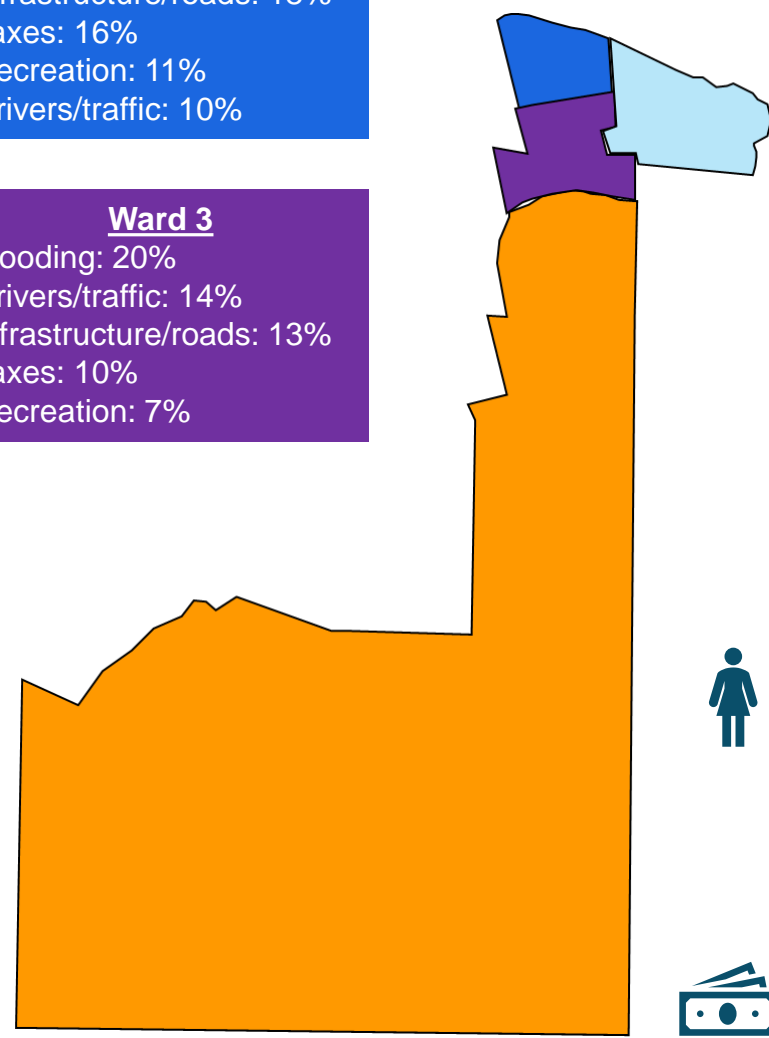 axes: 16%
ecreation: 11%
rivers/traffic: 10%
Ward 3
ooding: 20%
rivers/traffic: 14%
frastructure/roads: 13%
axes: 10%
ecreation: 7%